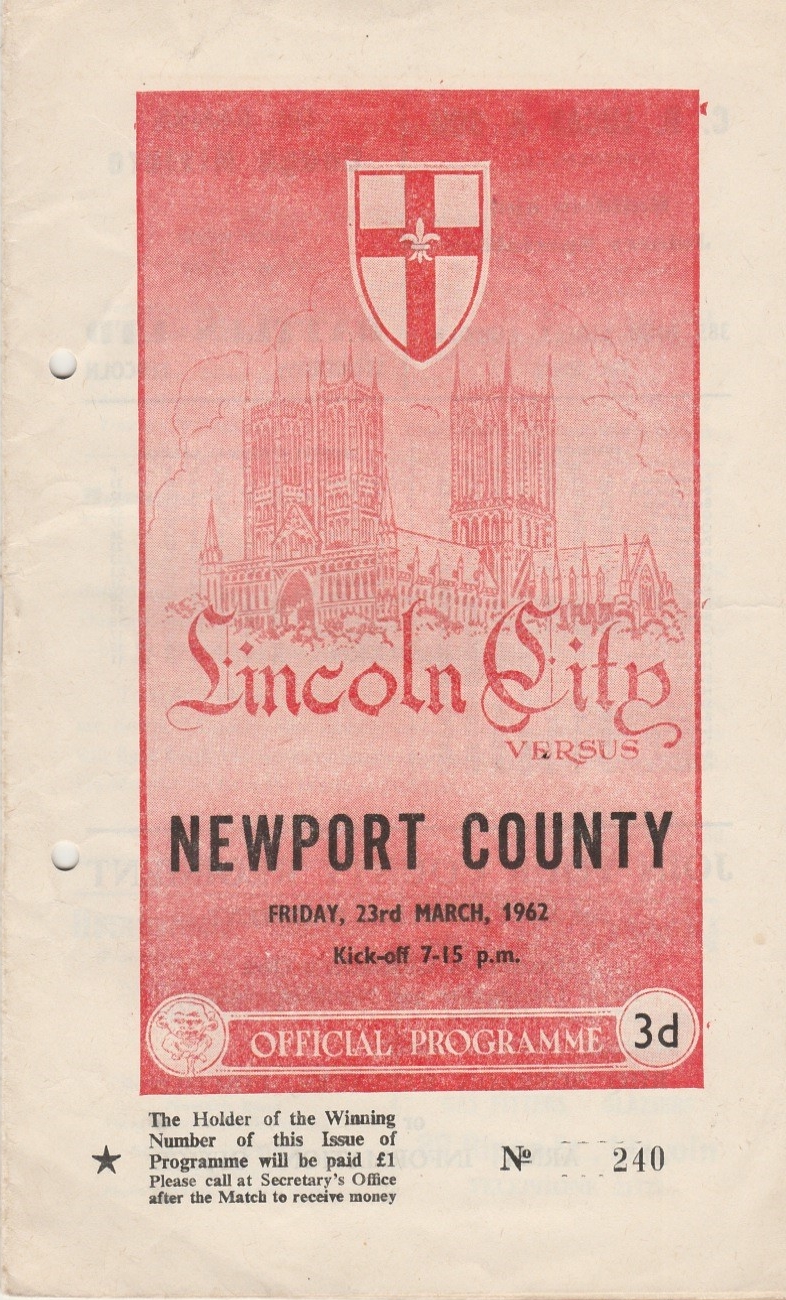 Lincoln City
VERSUS
NEWPORT COUNTY
FRIDAY, 23rd MARCH, 1962
Kick-off 7-15 p.m.
OFFICIAL PROGRAMME 3d
The Holder of the Winning
Number of this Issue of
★ Programme will be paid £1
Please call at Secretary's Office
after the Match to receive money
Nº 240